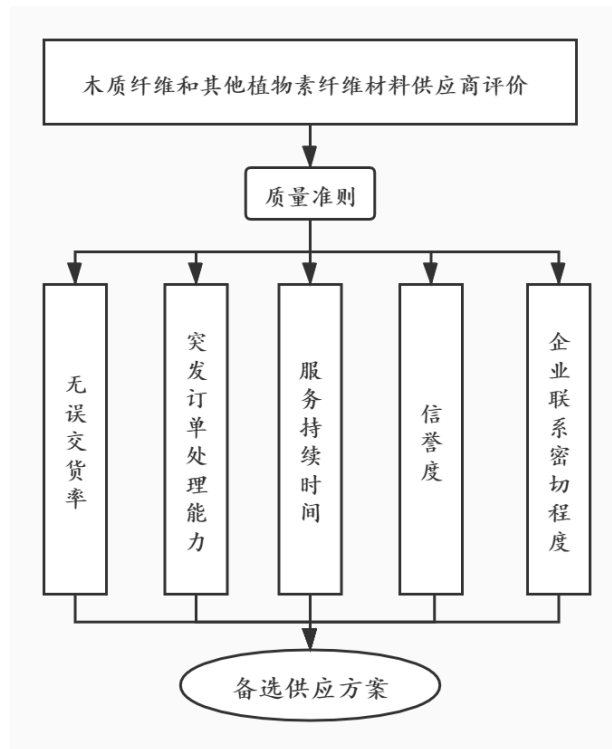 木质纤维和其他植物素纤维材料供应商评价
质量准则
无误交货率
突发订单处理能力
服务持续时间
信誉度
企业联系密切程度
备选供应方案